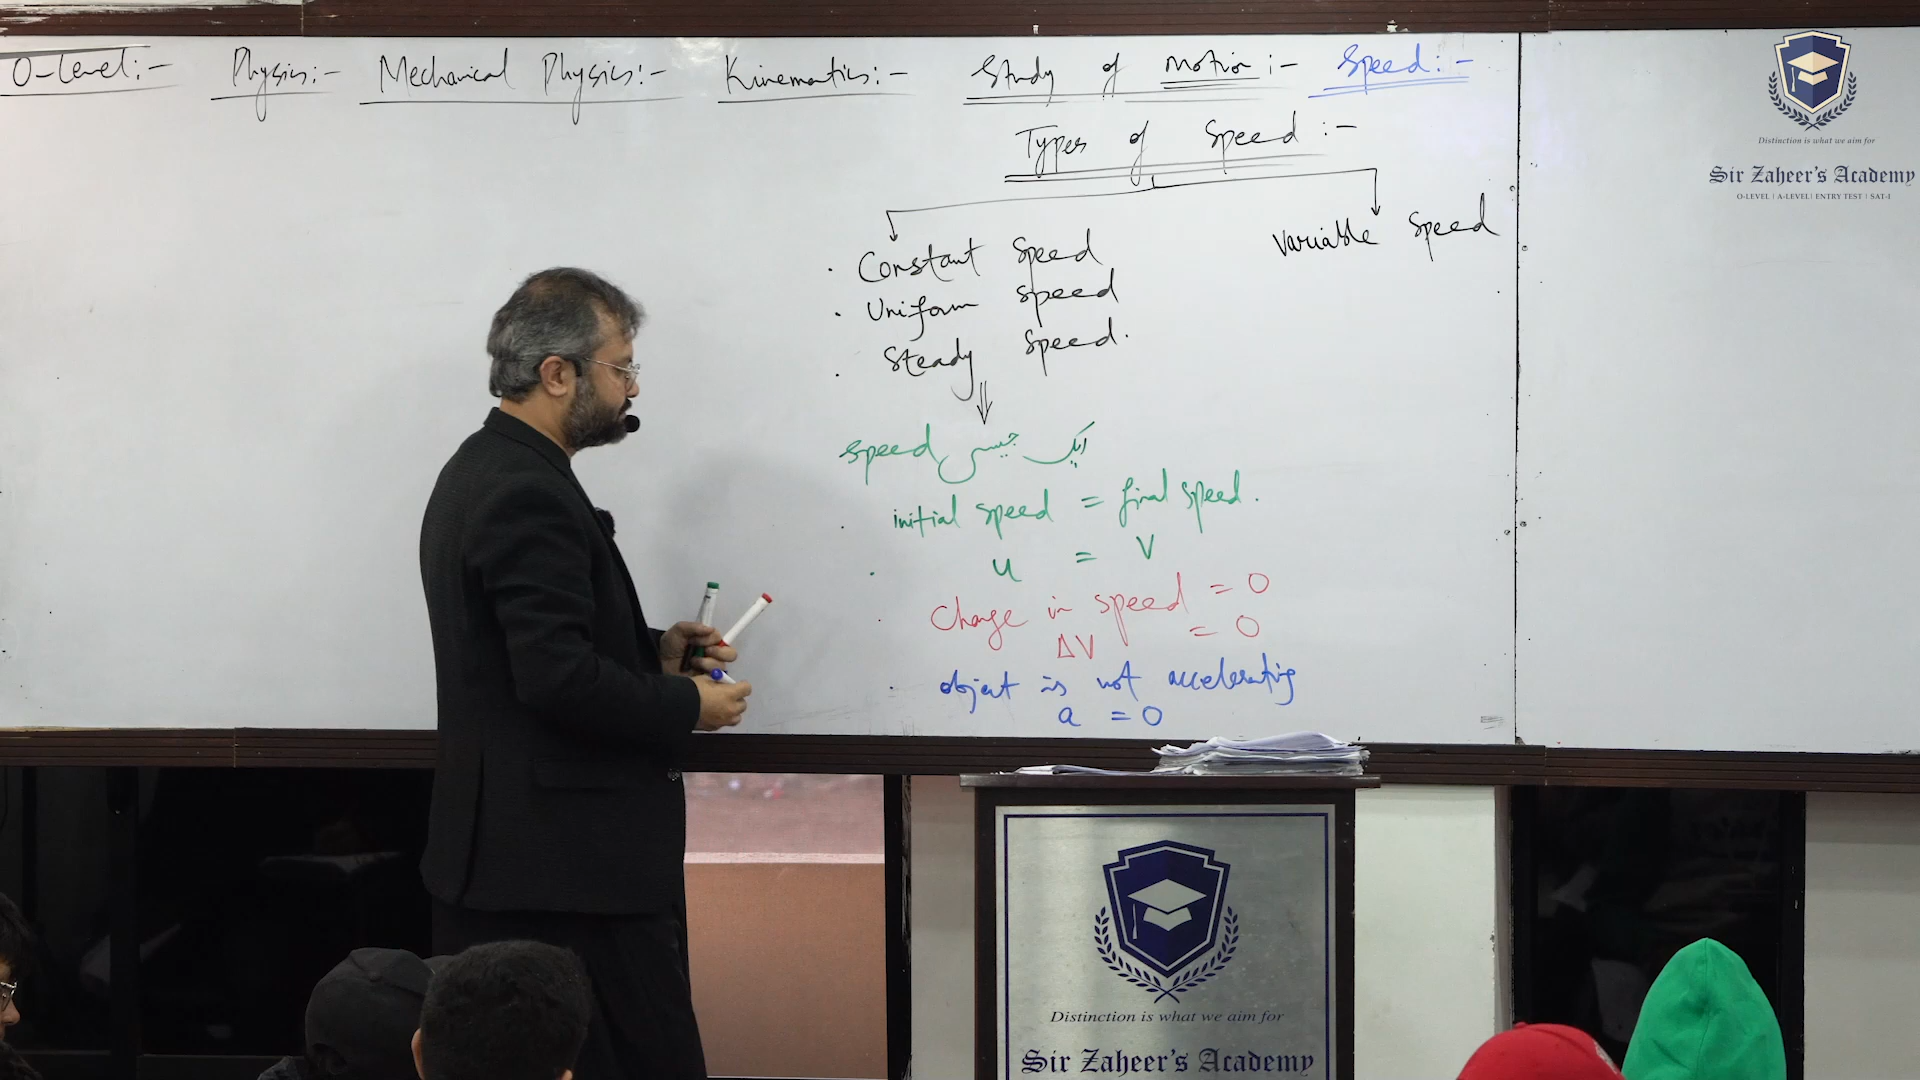 O-Level:- Physics:- Mechanical Physics:- Kinematics:- Study of Motion:- Speed:-
Types of Speed:-
. Constant Speed
. Uniform Speed
. Steady Speed.
Variable Speed
ایک جیسی speed
. initial speed = final speed.
. u = v
. Change in speed = 0
ΔV = 0
. object is not accelerating
a = 0
Distinction is what we aim for
Sir Zaheer's Academy
O-LEVEL | A-LEVEL | ENTRY TEST | SAT-I
Distinction is what we aim for
Sir Zaheer's Academy